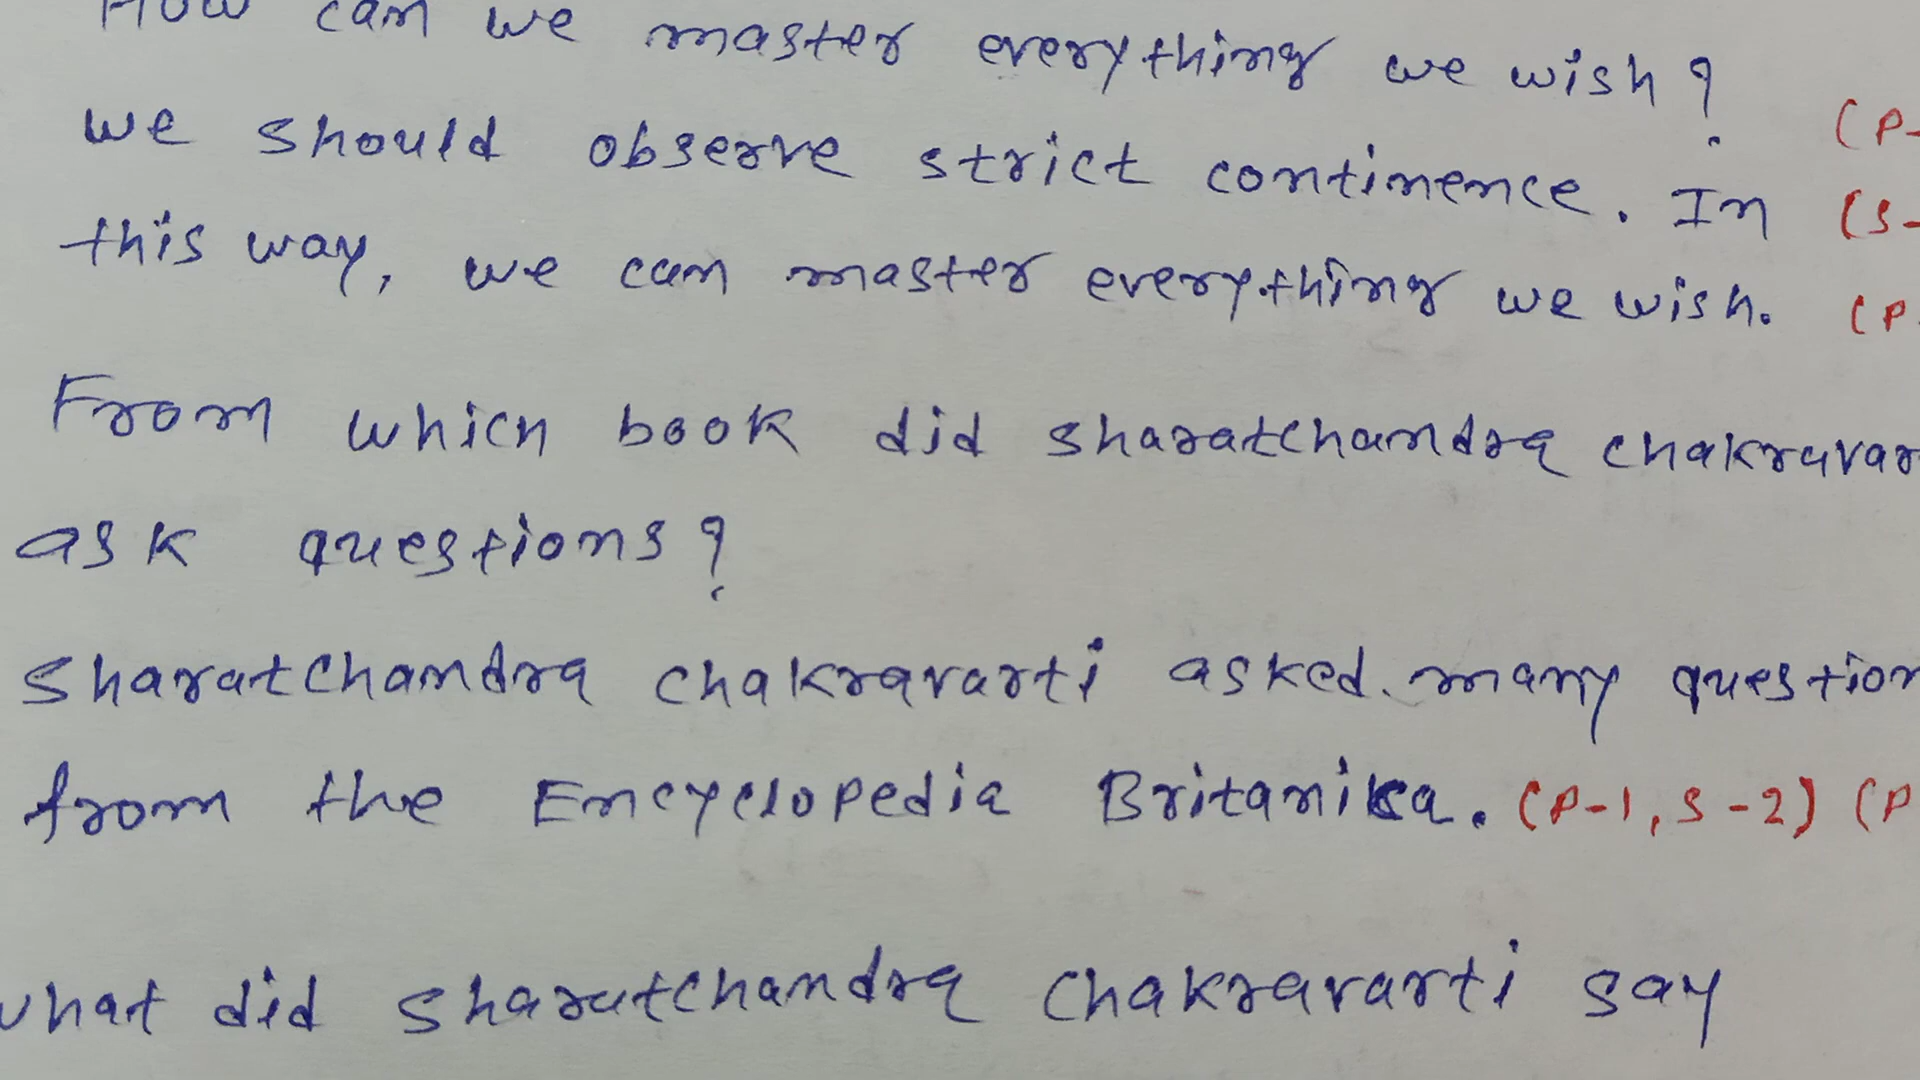 How can we master everything we wish?
we should observe strict continence. In (P-
this way, we can master everything we wish. (S-
(P-
From which book did Sharatchandra Chakravar
ask questions?
Sharatchandra Chakravarti asked many question
from the Encyclopedia Britanika. (P-1, S-2) (P
what did Sharatchandra Chakravarti say